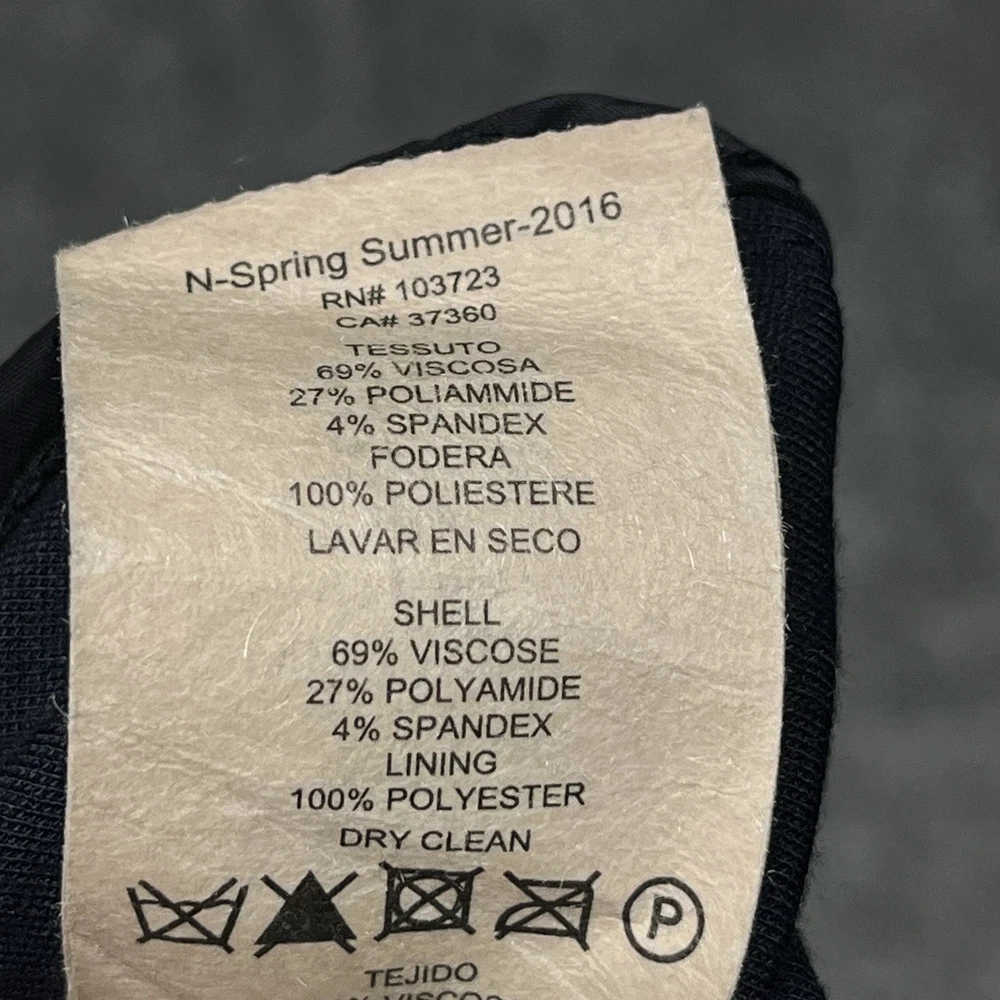 N-Spring Summer-2016
RN# 103723
CA# 37360
TESSUTO
69% VISCOSA
27% POLIAMMIDE
4% SPANDEX
FODERA
100% POLIESTERE
LAVAR EN SECO
SHELL
69% VISCOSE
27% POLYAMIDE
4% SPANDEX
LINING
100% POLYESTER
DRY CLEAN
P
TEJIDO